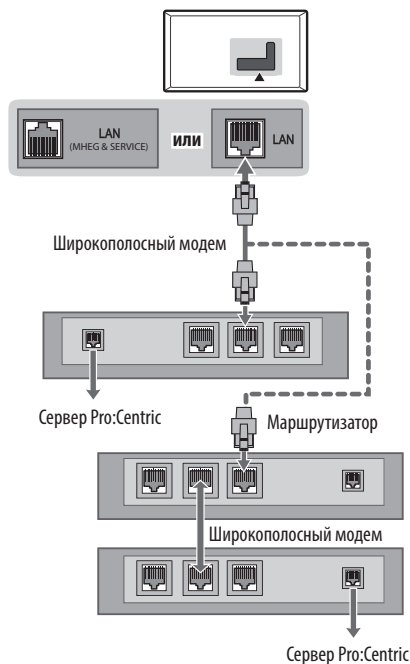 LAN
(MHEG & SERVICE)
или
LAN
Широкополосный модем
Сервер Pro:Centric
Маршрутизатор
Широкополосный модем
Сервер Pro:Centric